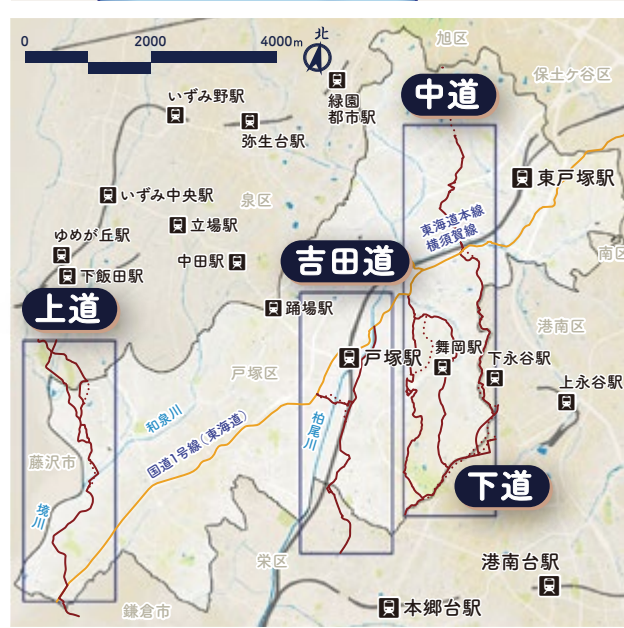 0 2000 4000m
北
旭区
保土ケ谷区
緑園
都市駅
中道
いずみ野駅
弥生台駅
東戸塚駅
いずみ中央駅
泉区
立場駅
東海道本線
横須賀線
ゆめが丘駅
中田駅
吉田道
南区
下飯田駅
上道
踊場駅
港南区
舞岡駅
戸塚駅
下永谷駅
戸塚区
上永谷駅
和泉川
柏尾川
国道1号線(東海道)
藤沢市
下道
境川
栄区
港南台駅
鎌倉市
本郷台駅